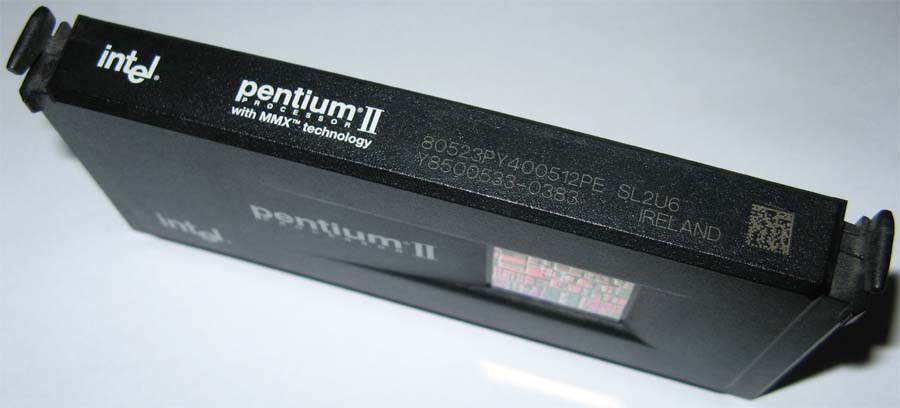 intel®
pentium® II
PROCESSOR
with MMX™ technology
80523PY400512PE SL2U6
Y8500533-0383 IRELAND
intel®
pentium® II
PROCESSOR